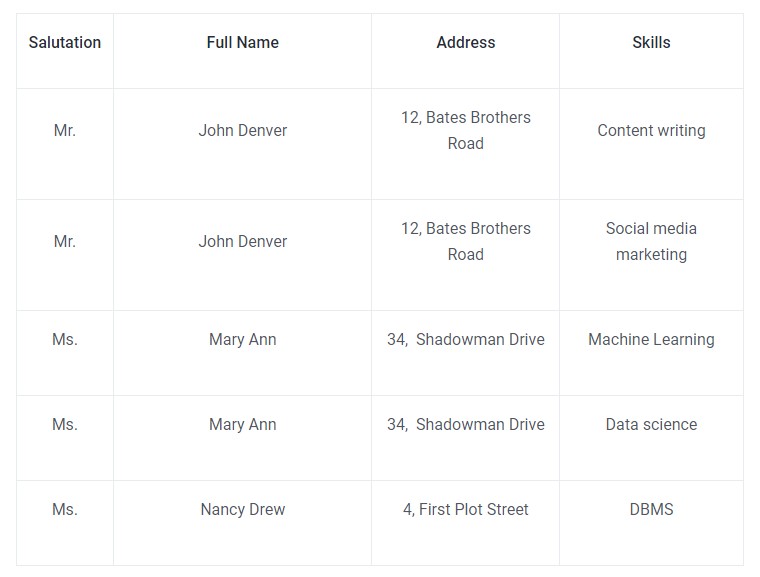 Salutation Full Name Address Skills
Mr. John Denver 12, Bates Brothers Road Content writing
Mr. John Denver 12, Bates Brothers Road Social media marketing
Ms. Mary Ann 34, Shadowman Drive Machine Learning
Ms. Mary Ann 34, Shadowman Drive Data science
Ms. Nancy Drew 4, First Plot Street DBMS